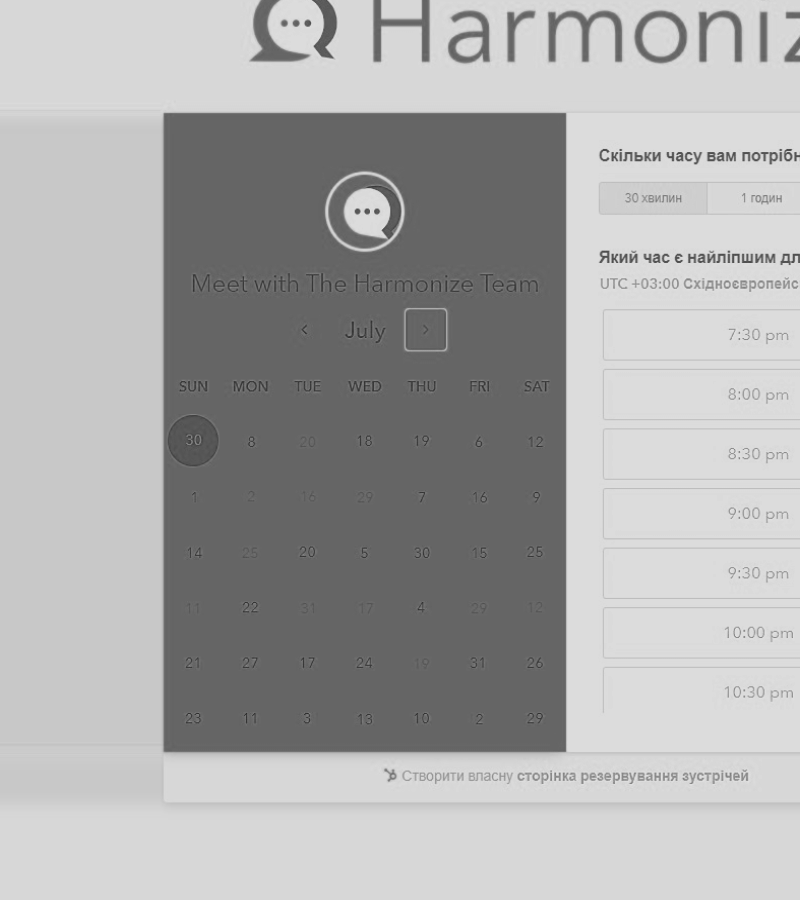 Harmoniz
Meet with The Harmonize Team
July
SUN MON TUE WED THU FRI SAT
30 8 20 18 19 6 12
1 2 16 29 7 16 9
14 25 20 5 30 15 25
11 22 31 17 4 29 12
21 27 17 24 19 31 26
23 11 3 13 10 2 29
Скільки часу вам потрібн
30 хвилин 1 годин
Який час є найліпшим дл
UTC +03:00 Східноєвропейс
7:30 pm
8:00 pm
8:30 pm
9:00 pm
9:30 pm
10:00 pm
10:30 pm
Створити власну сторінка резервування зустрічей